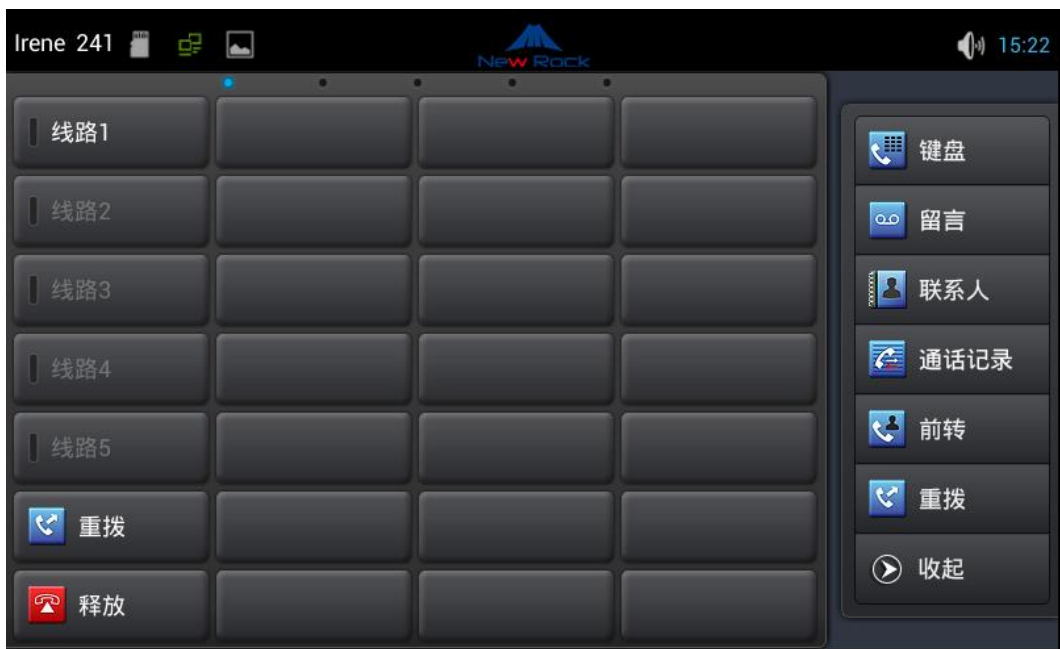 Irene 241
New Rock
15:22
线路1
线路2
线路3
线路4
线路5
重拨
释放
键盘
留言
联系人
通话记录
前转
重拨
收起